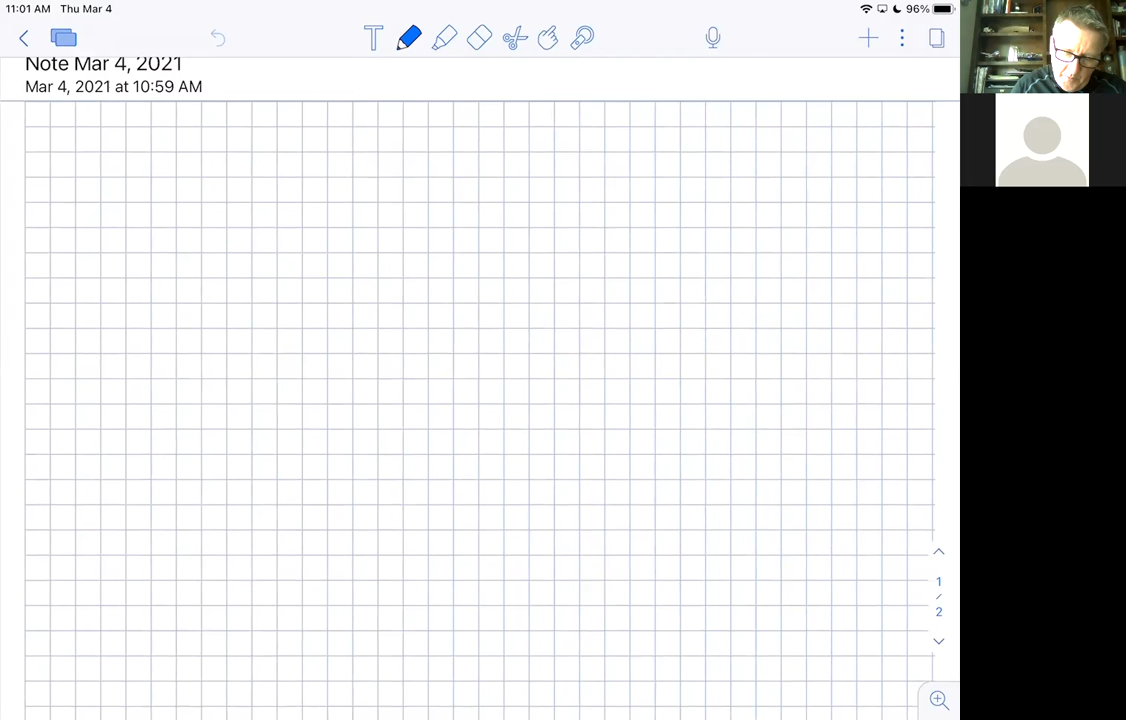 11:01 AM Thu Mar 4
96%
T
Note Mar 4, 2021
Mar 4, 2021 at 10:59 AM
1
/
2